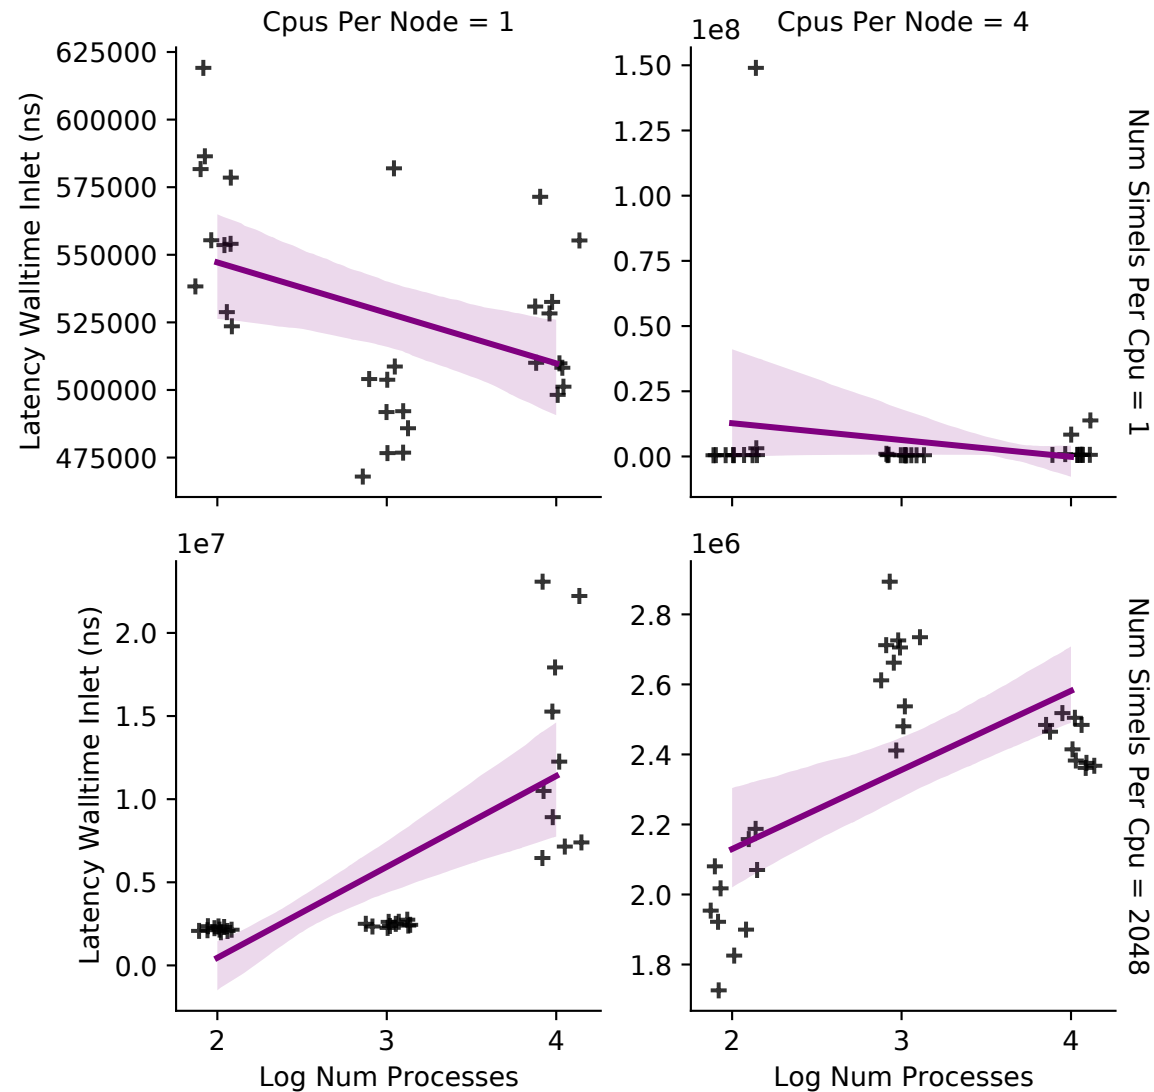 Cpus Per Node = 1
Cpus Per Node = 4
1e8
625000
600000
575000
550000
525000
500000
475000
Latency Walltime Inlet (ns)
1.50
1.25
1.00
0.75
0.50
0.25
0.00
Num Simels Per Cpu = 1
1e7
2.0
1.5
1.0
0.5
0.0
Latency Walltime Inlet (ns)
2
3
4
Log Num Processes
1e6
2.8
2.6
2.4
2.2
2.0
1.8
2
3
4
Log Num Processes
Num Simels Per Cpu = 2048